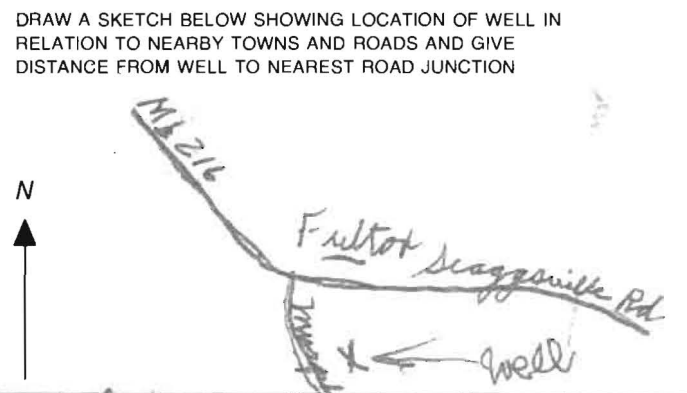 DRAW A SKETCH BELOW SHOWING LOCATION OF WELL IN
RELATION TO NEARBY TOWNS AND ROADS AND GIVE
DISTANCE FROM WELL TO NEAREST ROAD JUNCTION
Md 216
N
Fulton
Scaggsville Rd
X
Well